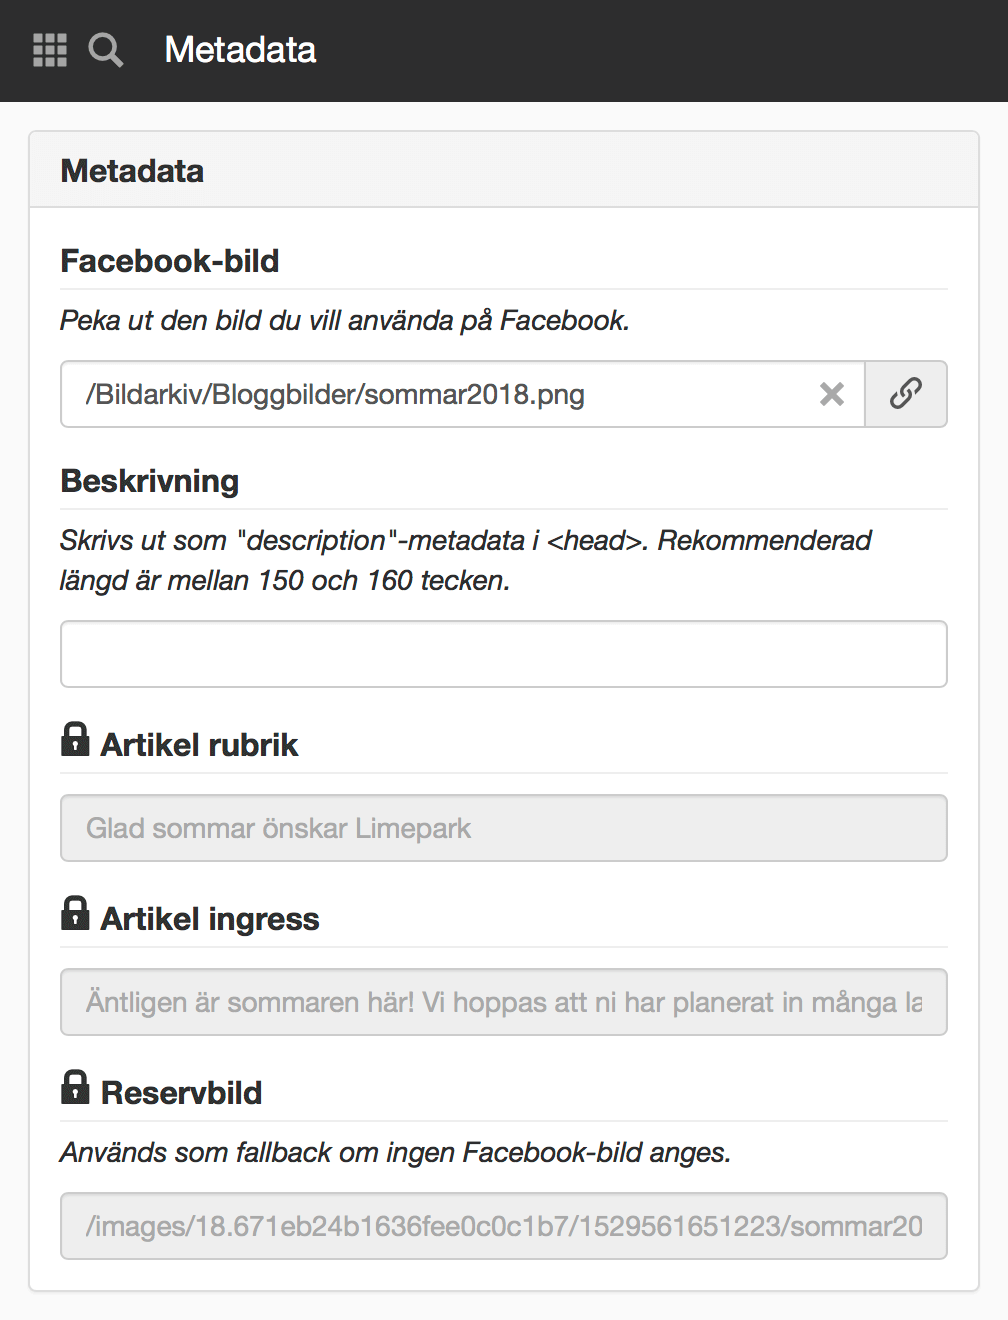 Metadata
Metadata
Facebook-bild
Peka ut den bild du vill använda på Facebook.
/Bildarkiv/Bloggbilder/sommar2018.png
Beskrivning
Skrivs ut som "description"-metadata i <head>. Rekommenderad
längd är mellan 150 och 160 tecken.
Artikel rubrik
Glad sommar önskar Limepark
Artikel ingress
Äntligen är sommaren här! Vi hoppas att ni har planerat in många la
Reservbild
Används som fallback om ingen Facebook-bild anges.
/images/18.671eb24b1636fee0c0c1b7/1529561651223/sommar20